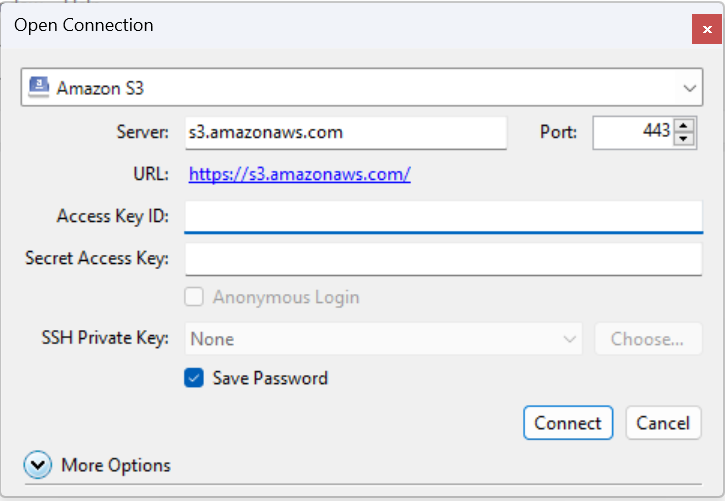 Open Connection
Amazon S3
Server: s3.amazonaws.com Port: 443
URL: https://s3.amazonaws.com/
Access Key ID:
Secret Access Key:
Anonymous Login
SSH Private Key: None Choose...
Save Password
Connect Cancel
More Options